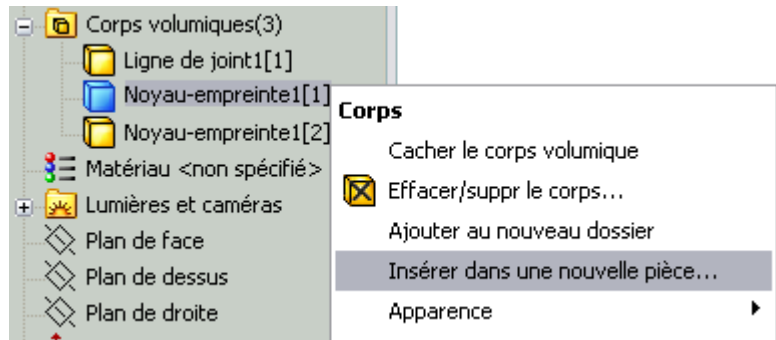 Corps volumiques(3)
Ligne de joint1[1]
Noyau-empreinte1[1]
Noyau-empreinte1[2]
Matériau <non spécifié>
Lumières et caméras
Plan de face
Plan de dessus
Plan de droite
Corps
Cacher le corps volumique
Effacer/suppr le corps...
Ajouter au nouveau dossier
Insérer dans une nouvelle pièce...
Apparence